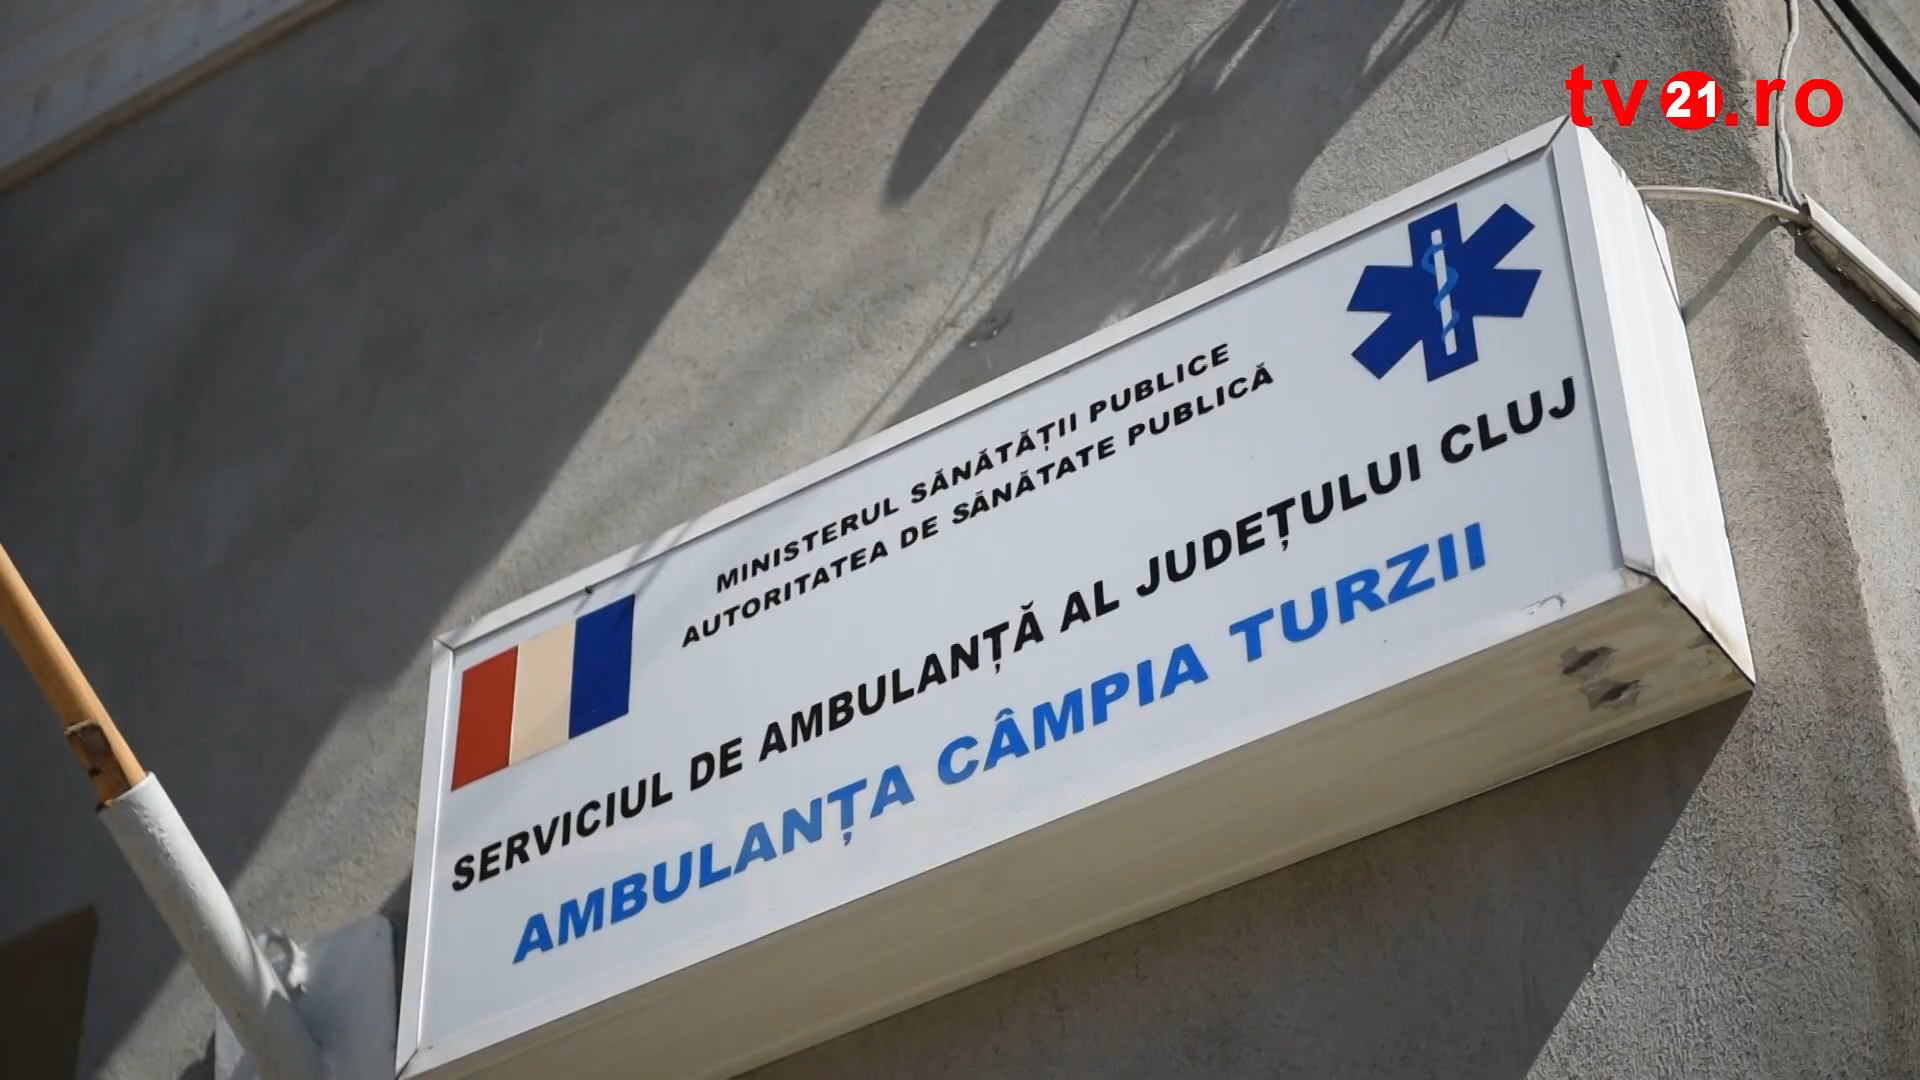 tv21.ro
MINISTERUL SĂNĂTĂȚII PUBLICE
AUTORITATEA DE SĂNĂTATE PUBLICĂ
SERVICIUL DE AMBULANȚĂ AL JUDEȚULUI CLUJ
AMBULANȚA CÂMPIA TURZII